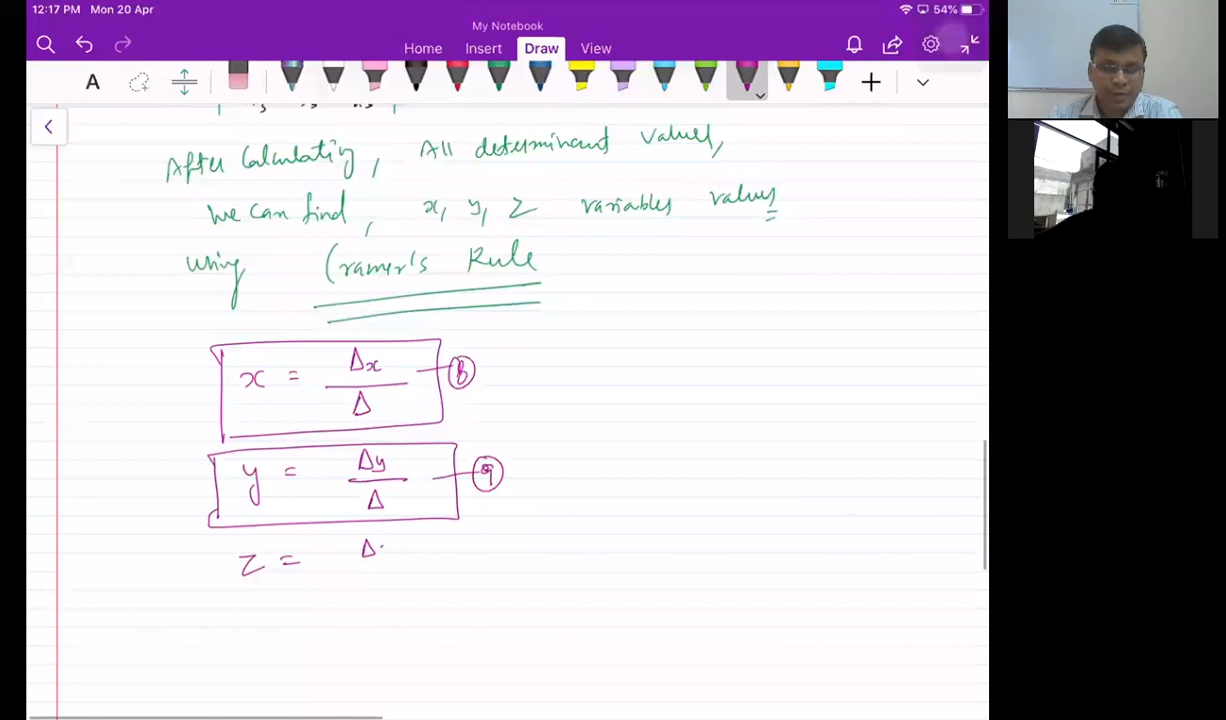 12:17 PM Mon 20 Apr
54%
My Notebook
Home Insert Draw View
A
After Calculating, All determinant values,
We can find, x, y, z variables values
using Cramer's Rule
x = Δx / Δ — 8
y = Δy / Δ — 9
z = Δ